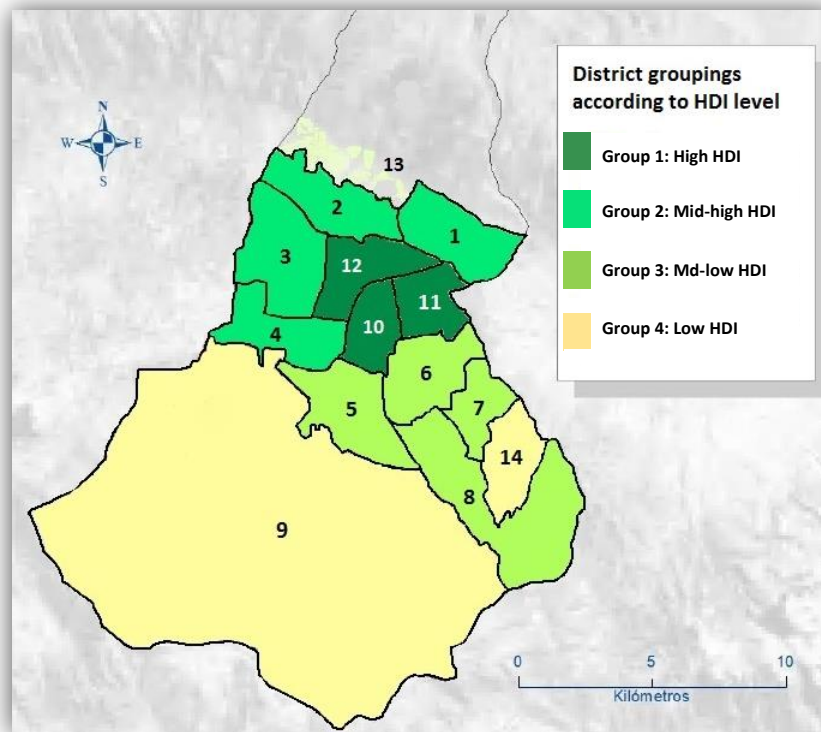 District groupings
according to HDI level
Group 1: High HDI
Group 2: Mid-high HDI
Group 3: Md-low HDI
Group 4: Low HDI
N
W E
S
13
2
1
3
12
11
10
4
6
5
7
14
8
9
0 5 10
Kilómetros